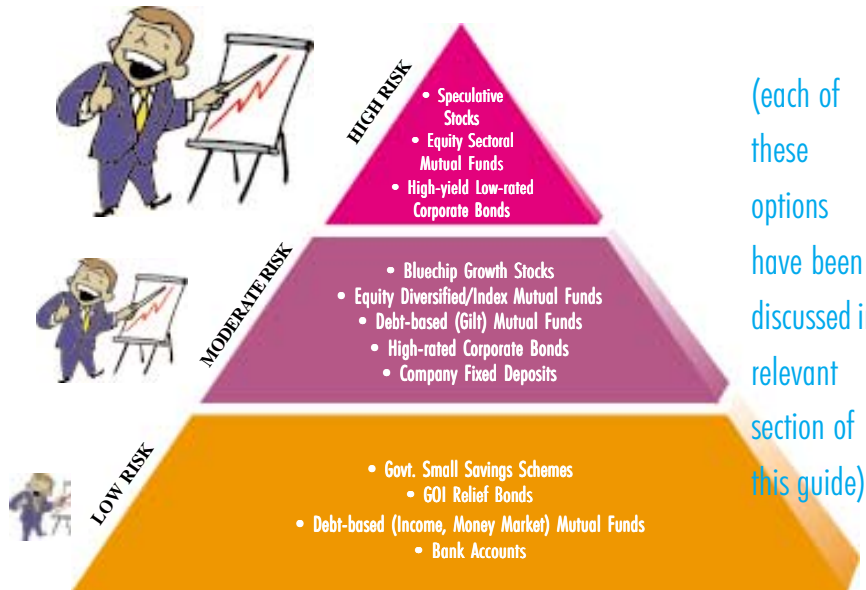 HIGH RISK
• Speculative
Stocks
• Equity Sectoral
Mutual Funds
• High-yield Low-rated
Corporate Bonds
MODERATE RISK
• Bluechip Growth Stocks
• Equity Diversified/Index Mutual Funds
• Debt-based (Gilt) Mutual Funds
• High-rated Corporate Bonds
• Company Fixed Deposits
LOW RISK
• Govt. Small Savings Schemes
• GOI Relief Bonds
• Debt-based (Income, Money Market) Mutual Funds
• Bank Accounts
(each of
these
options
have been
discussed i
relevant
section of
this guide)